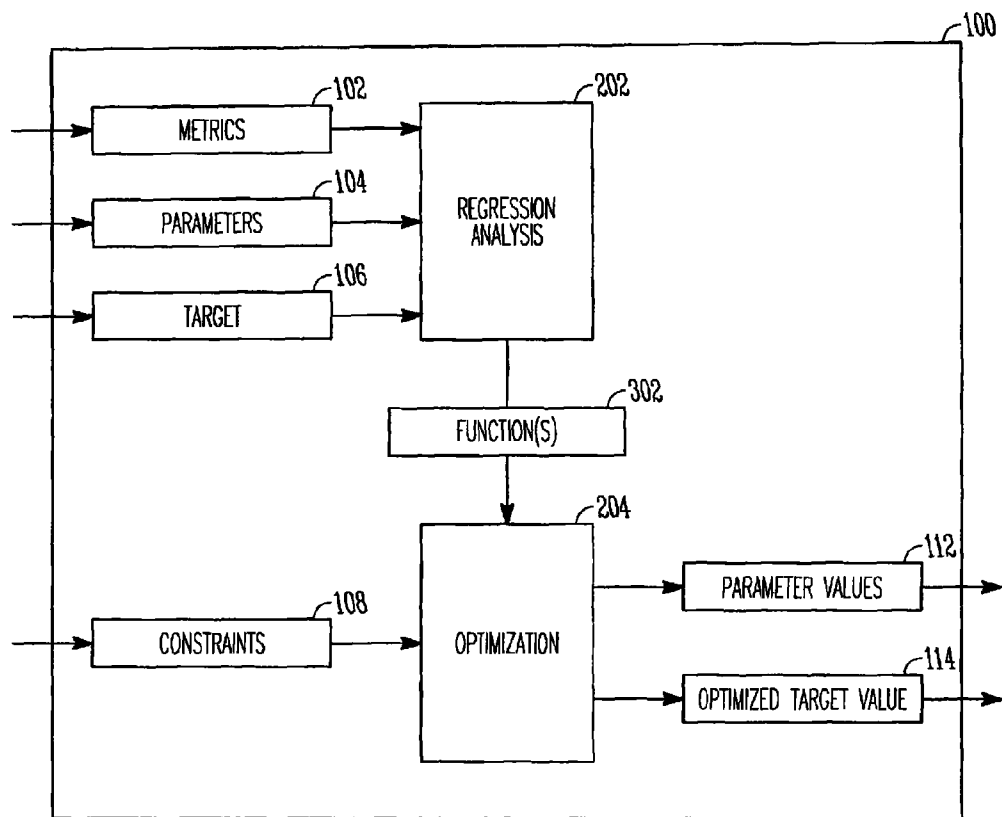 100
102
METRICS
202
104
PARAMETERS
REGRESSION
ANALYSIS
106
TARGET
302
FUNCTION(S)
204
112
PARAMETER VALUES
108
CONSTRAINTS
OPTIMIZATION
114
OPTIMIZED TARGET VALUE